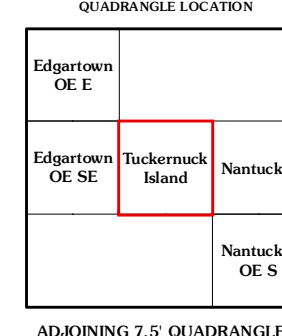 QUADRANGLE LOCATION
Edgartown
OE E
Edgartown
OE SE
Tuckernuck
Island
Nantuck
Nantuck
OE S
ADJOINING 7.5' QUADRANGLE